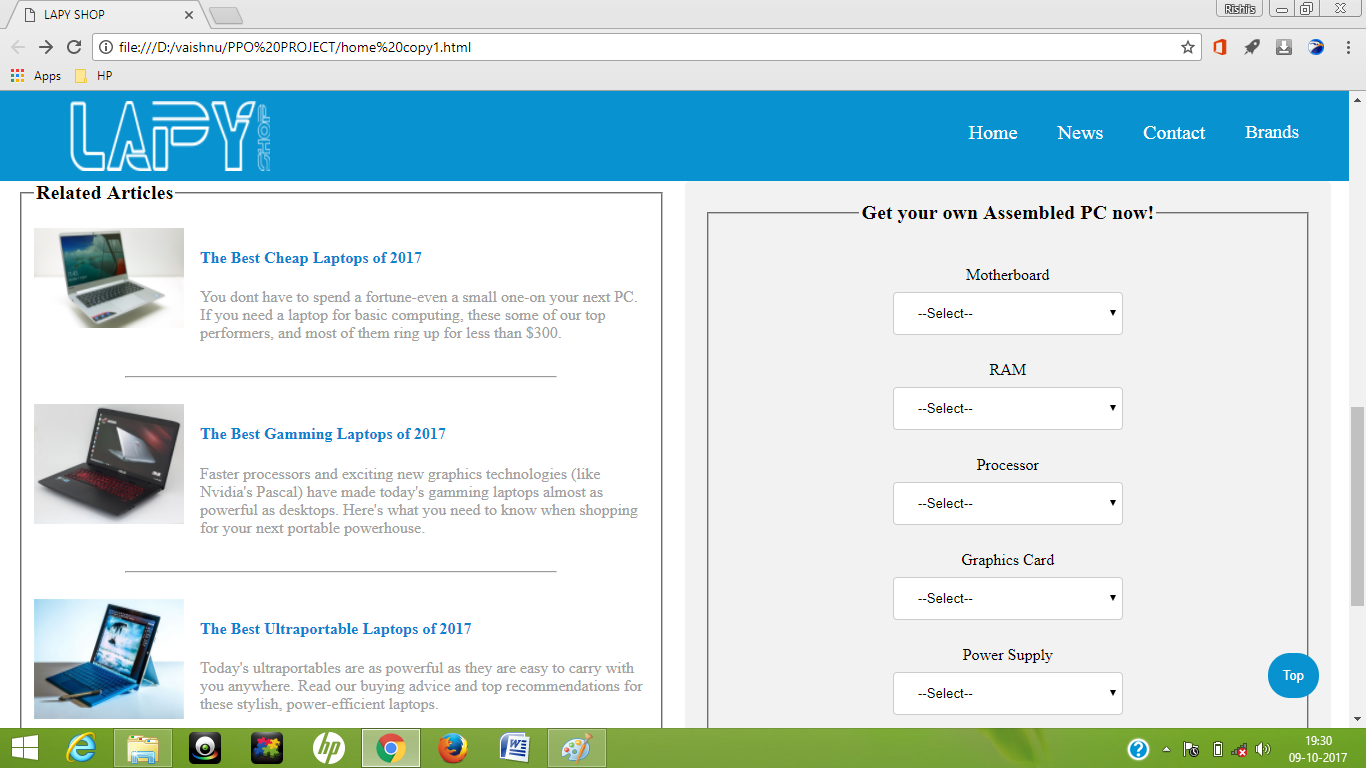 LAPY SHOP
Rishi's
file:///D:/vaishnu/PPO%20PROJECT/home%20copy1.html
Apps HP
LAPY SHOP
Home News Contact Brands
Related Articles
The Best Cheap Laptops of 2017
You dont have to spend a fortune-even a small one-on your next PC.
If you need a laptop for basic computing, these some of our top
performers, and most of them ring up for less than $300.
The Best Gamming Laptops of 2017
Faster processors and exciting new graphics technologies (like
Nvidia's Pascal) have made today's gamming laptops almost as
powerful as desktops. Here's what you need to know when shopping
for your next portable powerhouse.
The Best Ultraportable Laptops of 2017
Today's ultraportables are as powerful as they are easy to carry with
you anywhere. Read our buying advice and top recommendations for
these stylish, power-efficient laptops.
Get your own Assembled PC now!
Motherboard
--Select--
RAM
--Select--
Processor
--Select--
Graphics Card
--Select--
Power Supply
--Select--
Top
19:30
09-10-2017